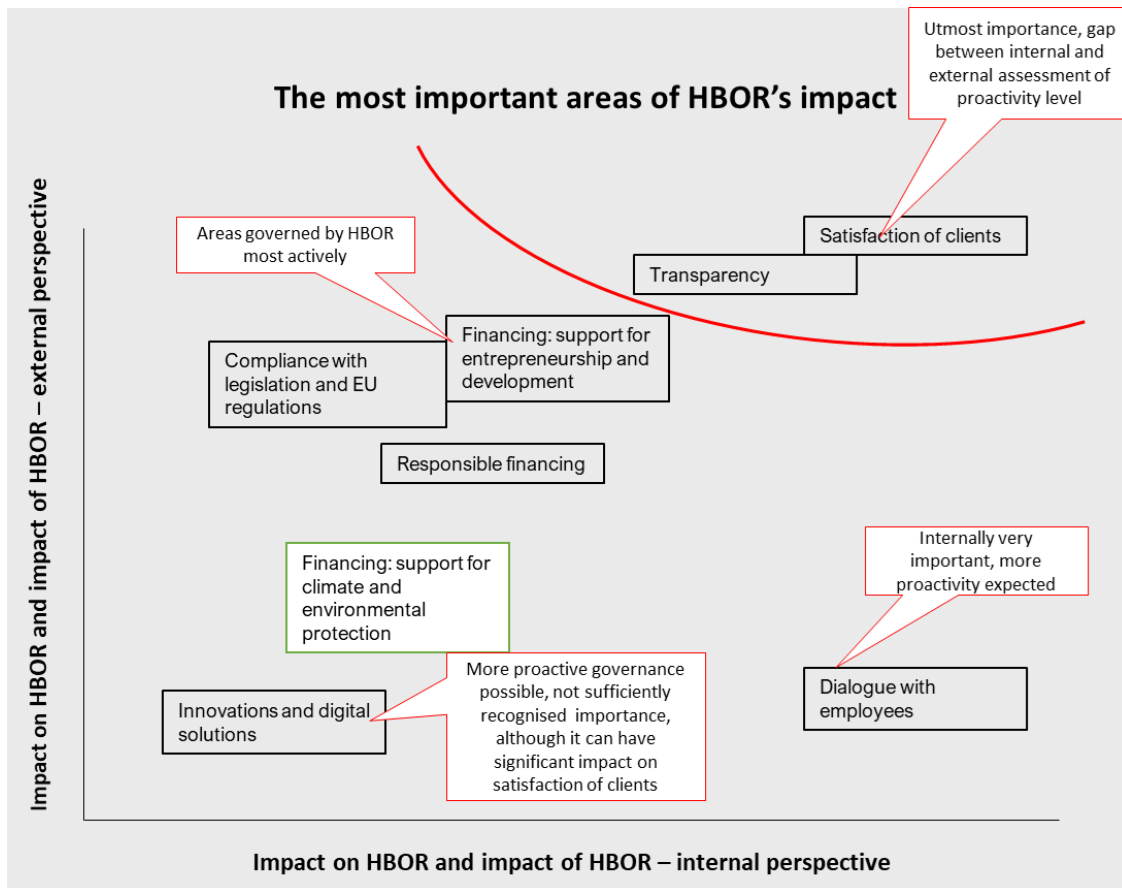 Utmost importance, gap
between internal and
external assessment of
proactivity level
The most important areas of HBOR's impact
Impact on HBOR and impact of HBOR – external perspective
Areas governed by HBOR
most actively
Satisfaction of clients
Transparency
Financing: support for
entrepreneurship and
development
Compliance with
legislation and EU
regulations
Responsible financing
Internally very
important, more
proactivity expected
Financing: support for
climate and
environmental
protection
More proactive governance
possible, not sufficiently
recognised importance,
although it can have
significant impact on
satisfaction of clients
Dialogue with
employees
Innovations and digital
solutions
Impact on HBOR and impact of HBOR – internal perspective